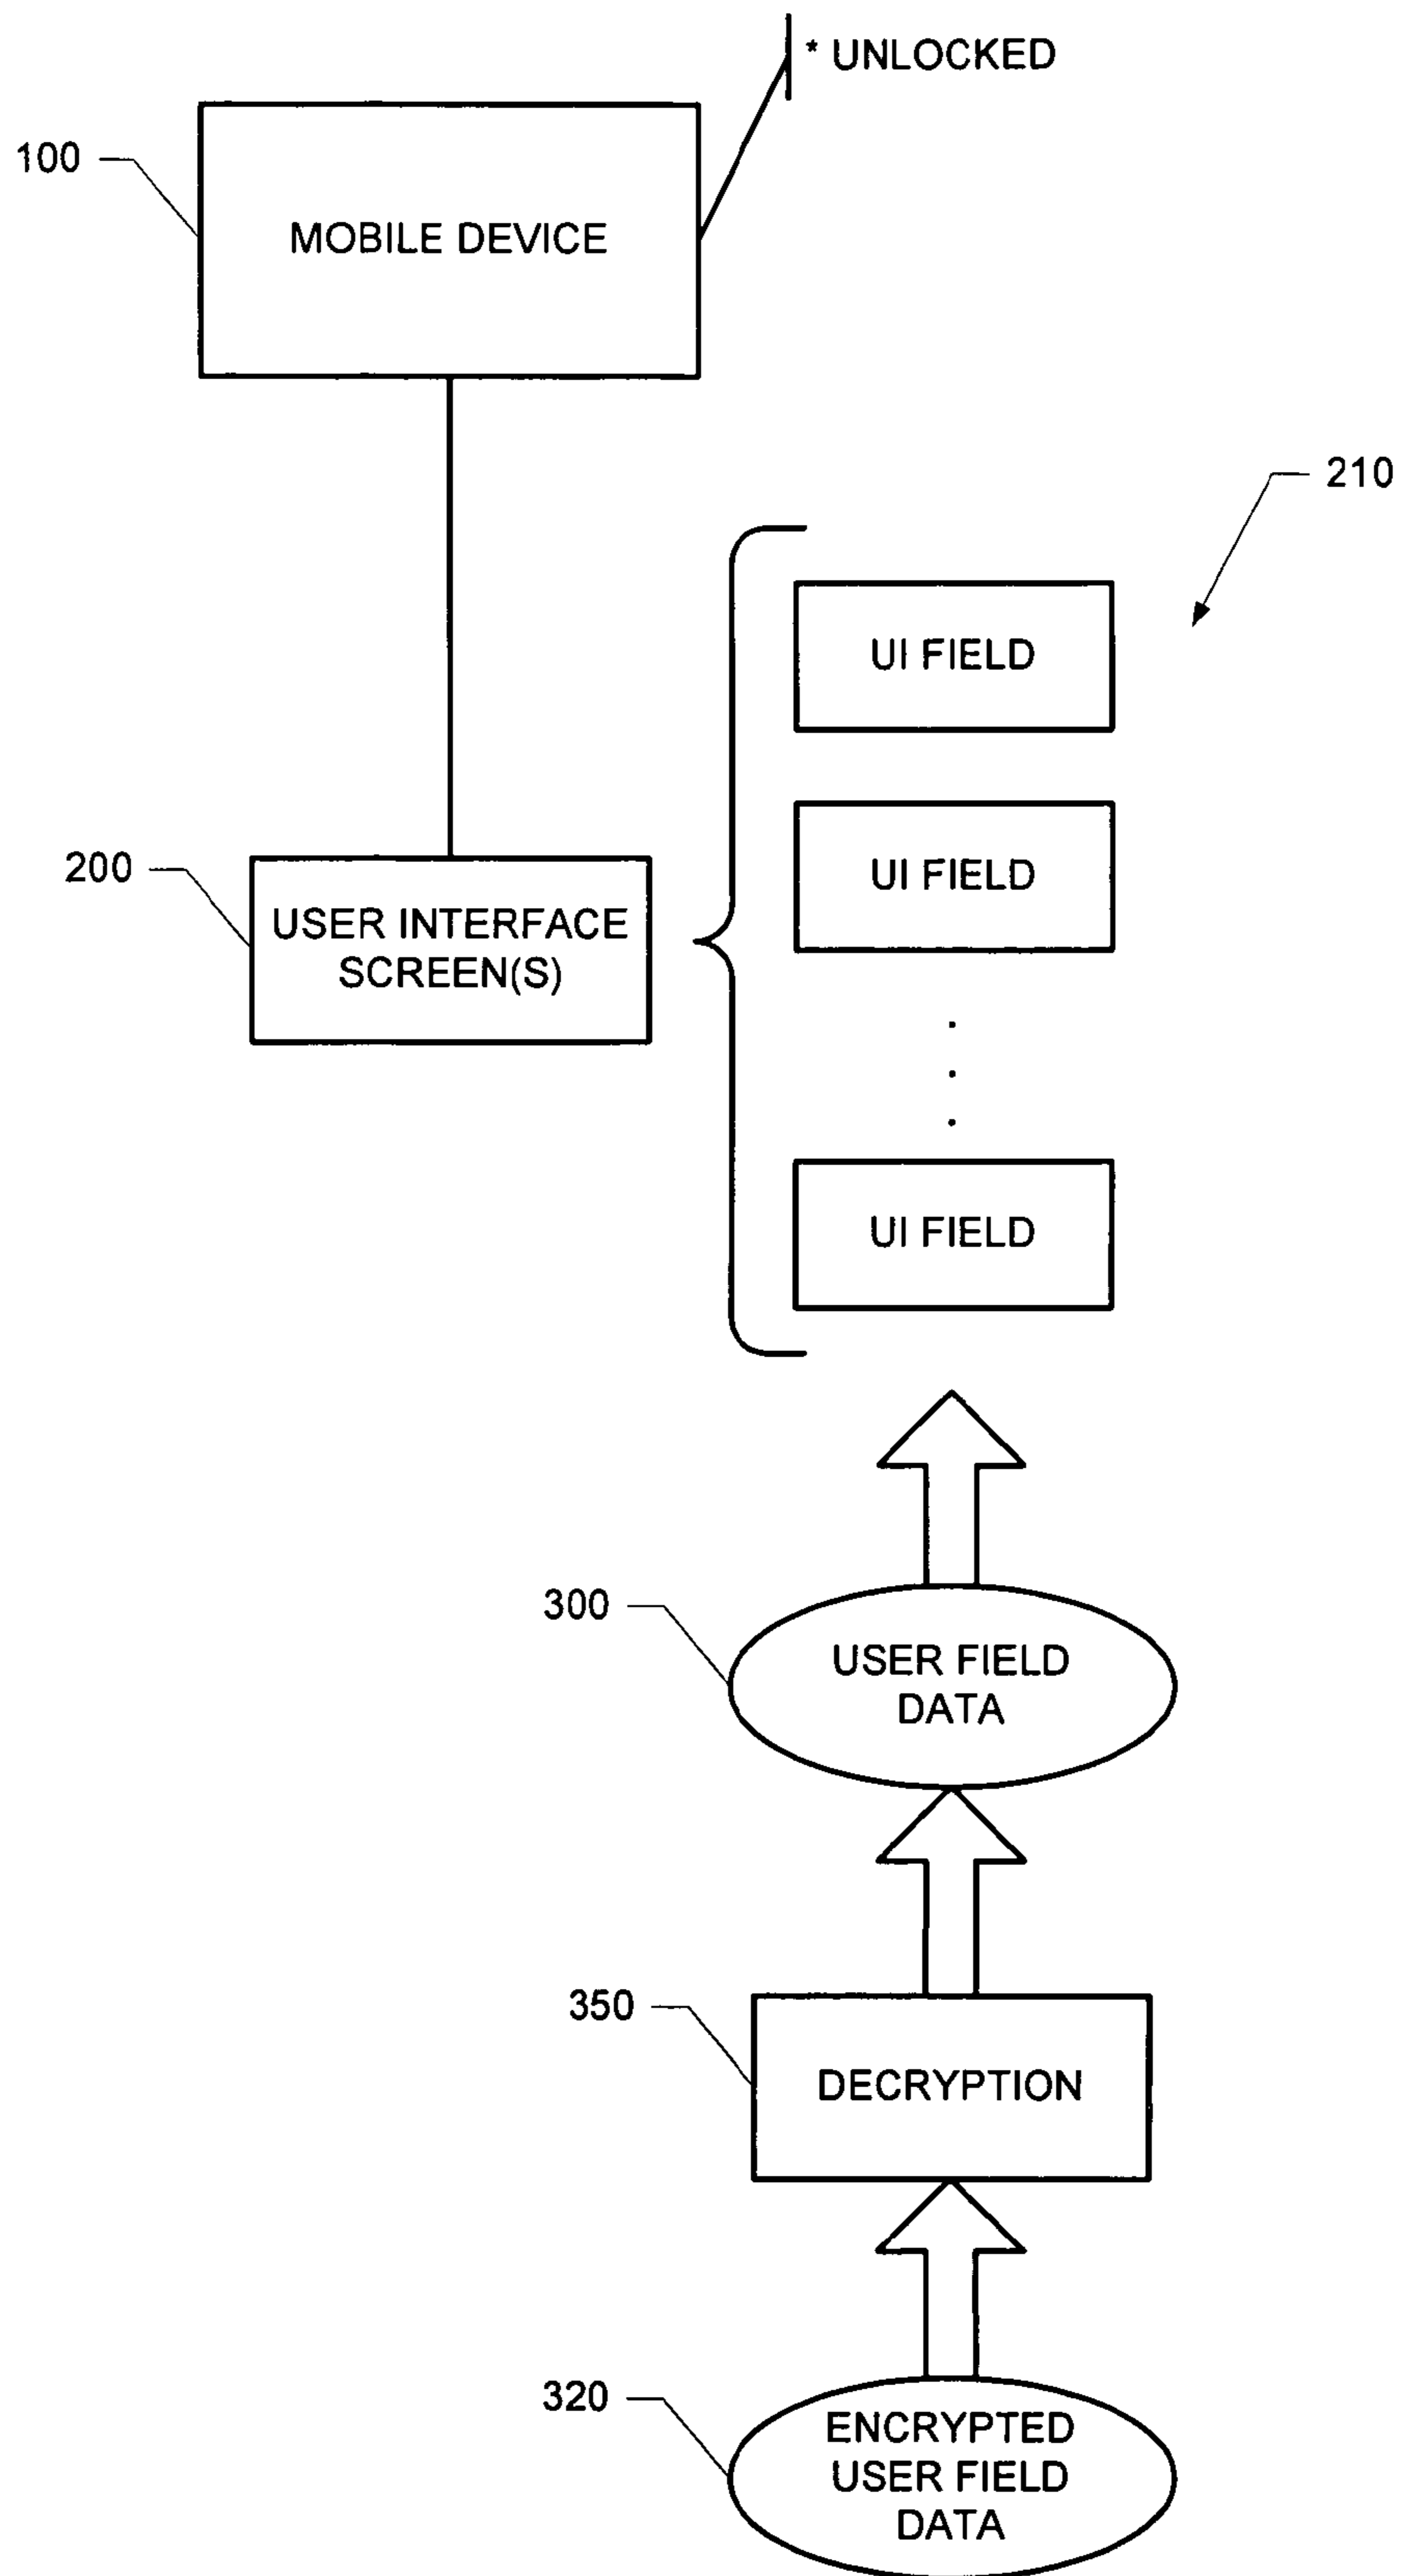 * UNLOCKED
100
MOBILE DEVICE
210
UI FIELD
200
USER INTERFACE
SCREEN(S)
UI FIELD
.
.
.
UI FIELD
300
USER FIELD
DATA
350
DECRYPTION
320
ENCRYPTED
USER FIELD
DATA